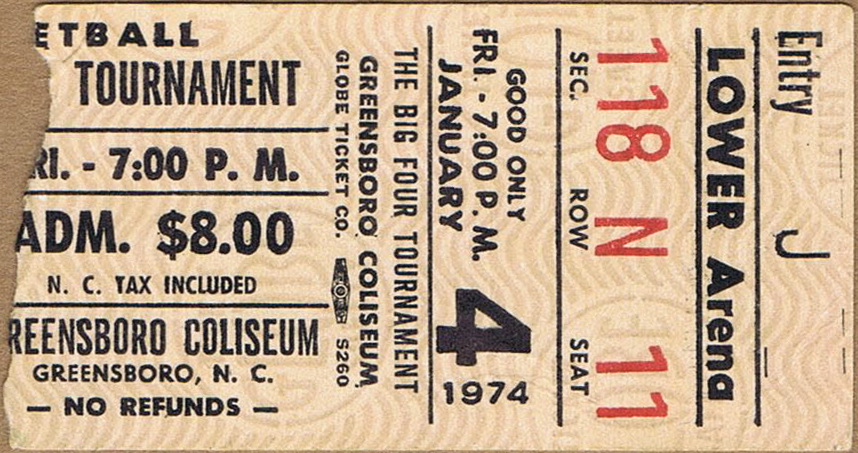 ETBALL
TOURNAMENT
RI. - 7:00 P. M.
ADM. $8.00
N. C. TAX INCLUDED
REENSBORO COLISEUM
GREENSBORO, N. C.
— NO REFUNDS —
THE BIG FOUR TOURNAMENT
GREENSBORO COLISEUM
GLOBE TICKET CO. S260
GOOD ONLY
FRI. - 7:00 P. M.
JANUARY
4
1974
SEC. ROW SEAT
118 N 11
LOWER Arena
Entry J